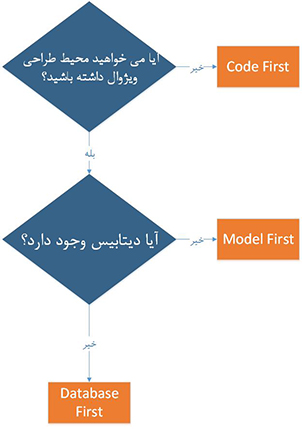 آیا می خواهید محیط طراحی
ویژوال داشته باشید؟
خیر
Code First
بله
آیا دیتابیس وجود دارد؟
خیر
Model First
خیر
Database
First